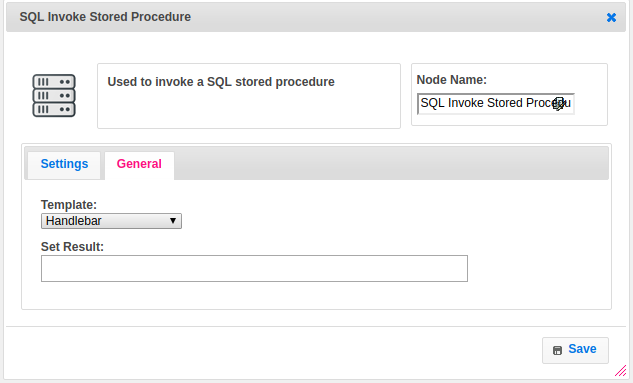 SQL Invoke Stored Procedure
Used to invoke a SQL stored procedure
Node Name:
SQL Invoke Stored Procedu
Settings
General
Template:
Handlebar
Set Result:
Save